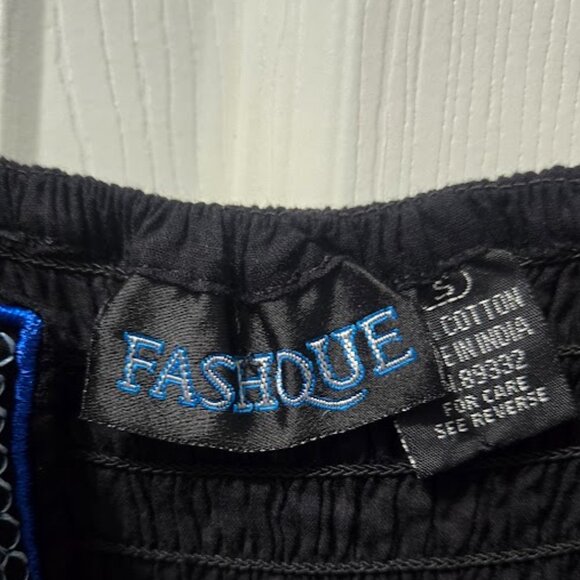 FASHQUE
S
COTTON
E IN INDIA
89332
FOR CARE
SEE REVERSE